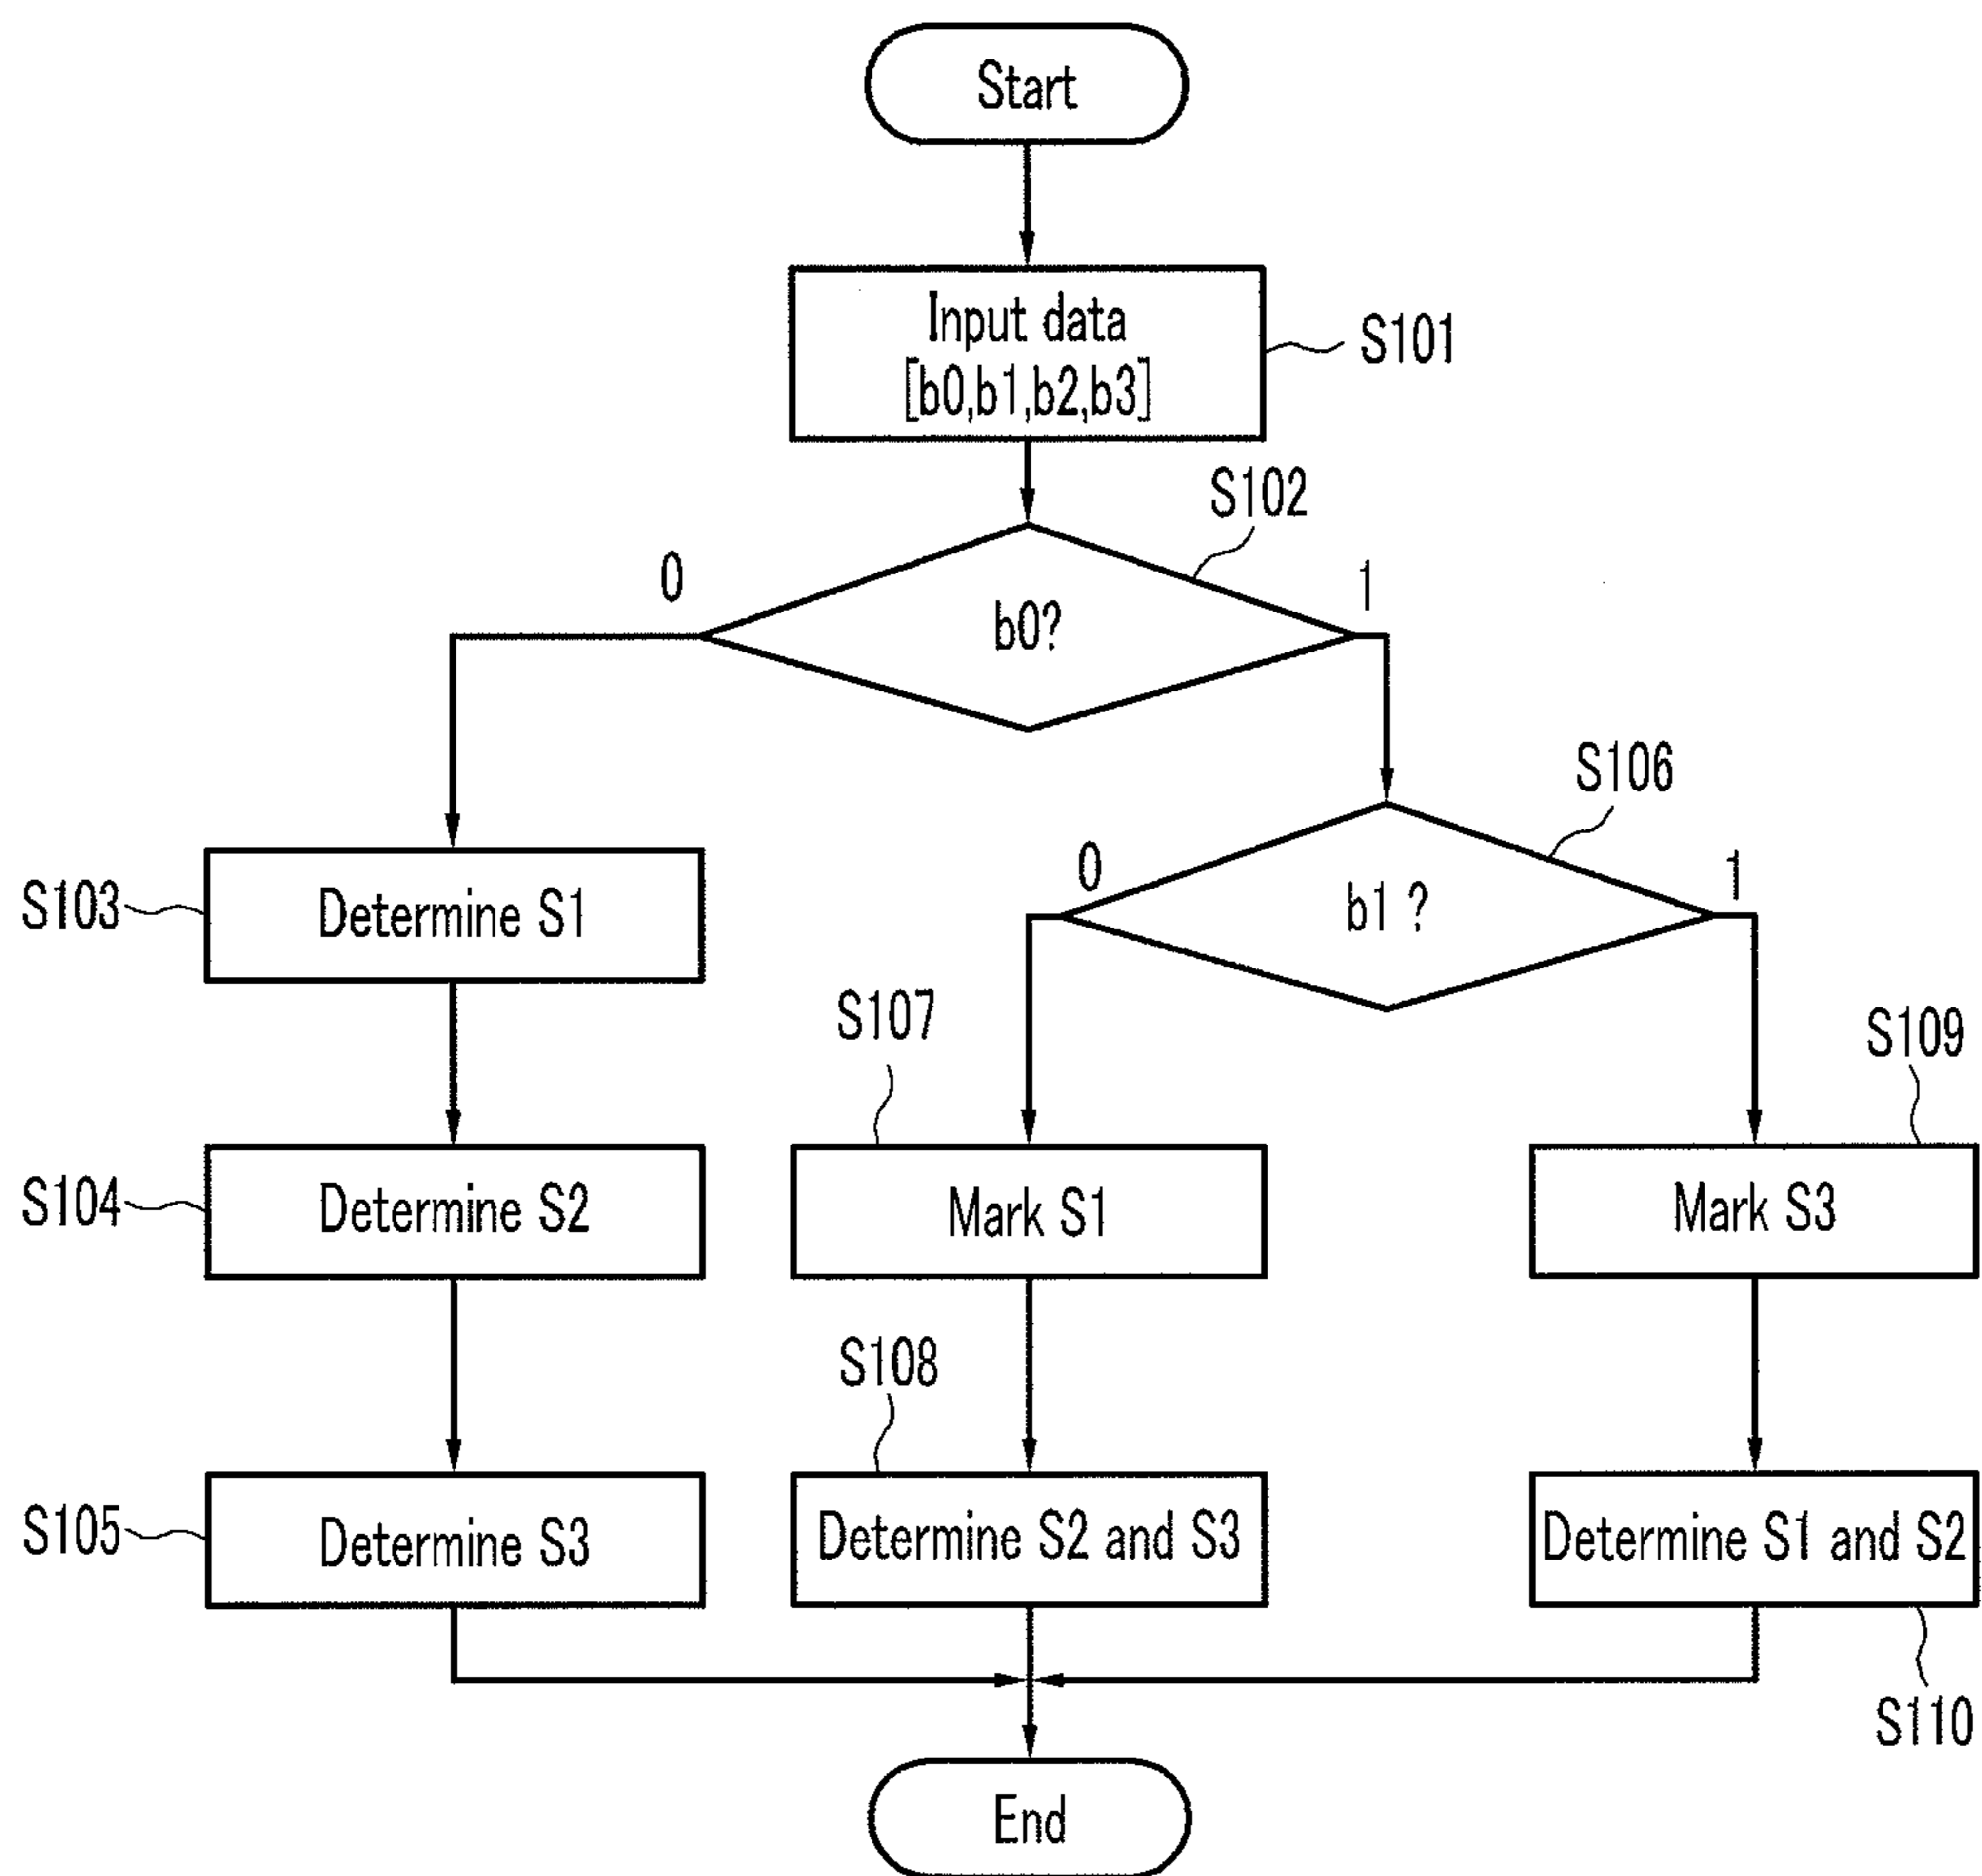 Start
Input data
[b0,b1,b2,b3]
S101
S102
0
1
b0?
S106
0
1
b1 ?
S103
Determine S1
S107
S109
S104
Determine S2
Mark S1
Mark S3
S108
S105
Determine S3
Determine S2 and S3
Determine S1 and S2
S110
End